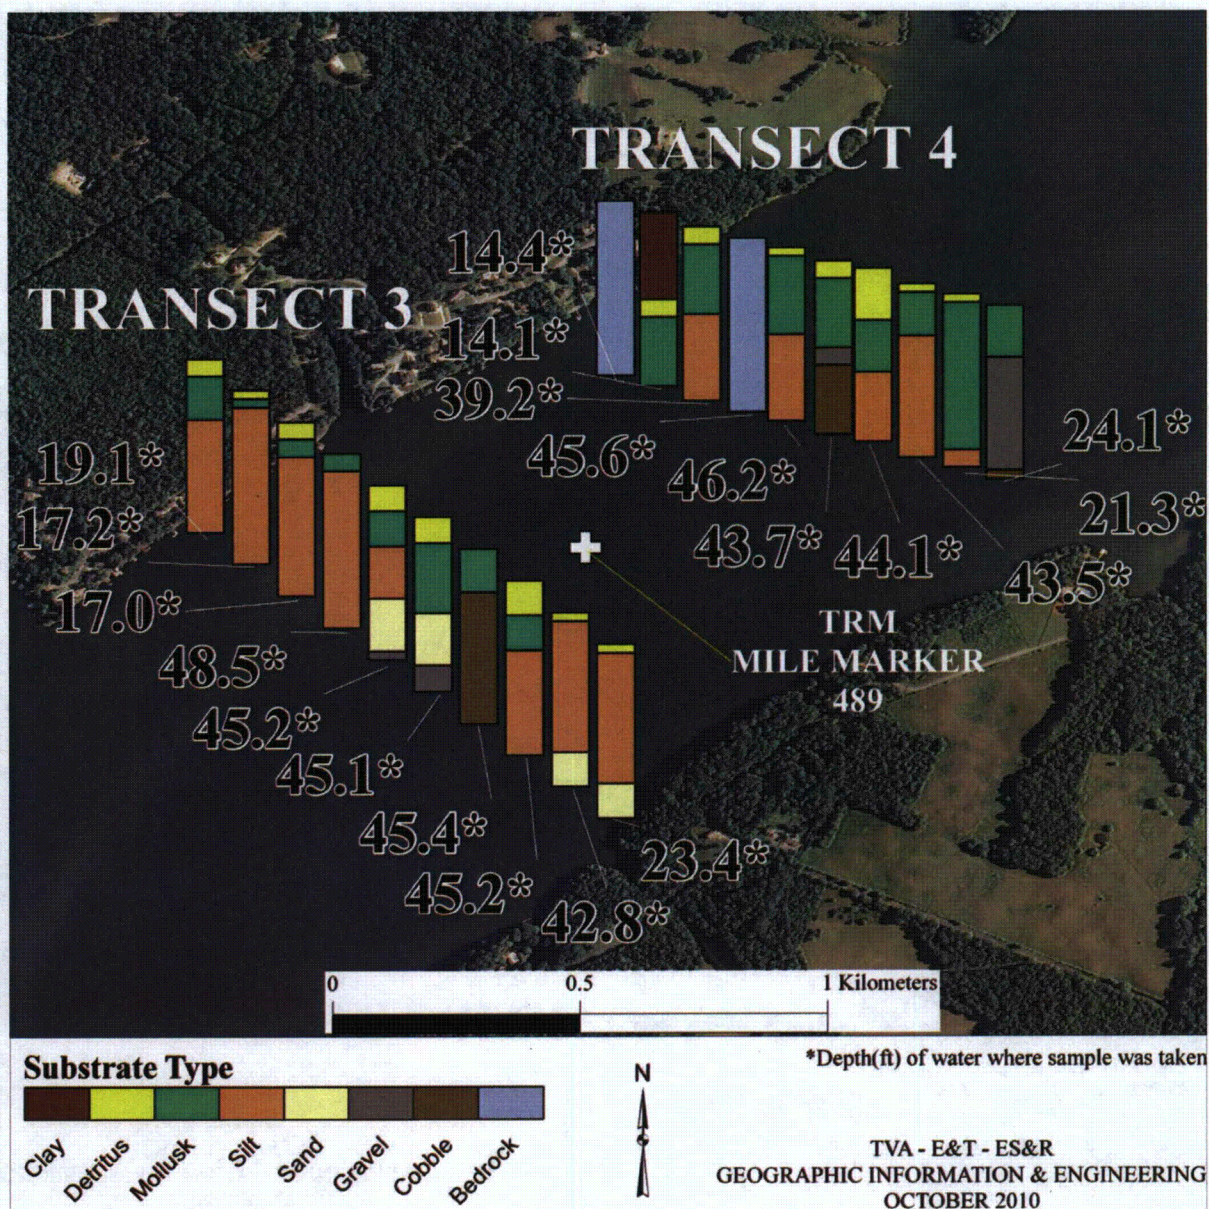 TRANSECT 4
14.4*
TRANSECT 3
14.1*
39.2*
24.1*
45.6*
19.1*
46.2*
17.2*
21.3*
43.7*
44.1*
43.5*
17.0*
TRM
MILE MARKER
489
48.5*
45.2*
45.1*
45.4*
23.4*
45.2*
42.8*
0 0.5 1 Kilometers
*Depth(ft) of water where sample was taken
Substrate Type
N
Clay
Detritus
Mollusk
Silt
Sand
Gravel
Cobble
Bedrock
TVA - E&T - ES&R
GEOGRAPHIC INFORMATION & ENGINEERING
OCTOBER 2010